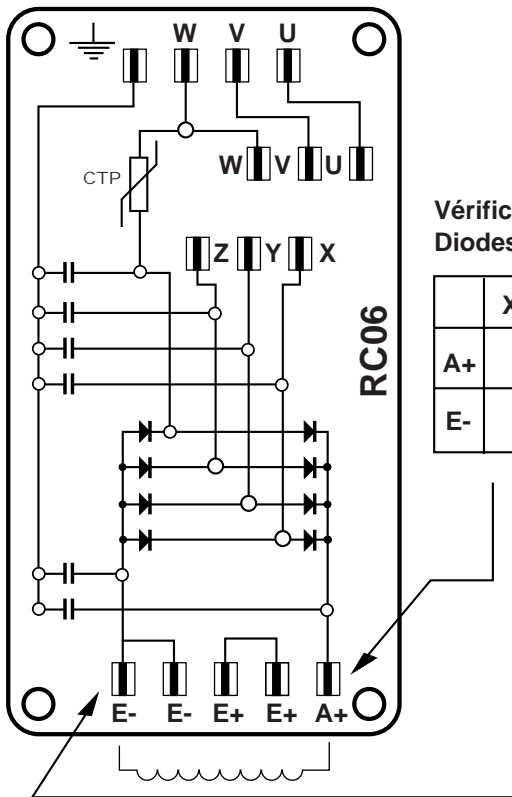 W V U
W V U
CTP
Z Y X
RC06
A+
E-
E- E- E+ E+ A+